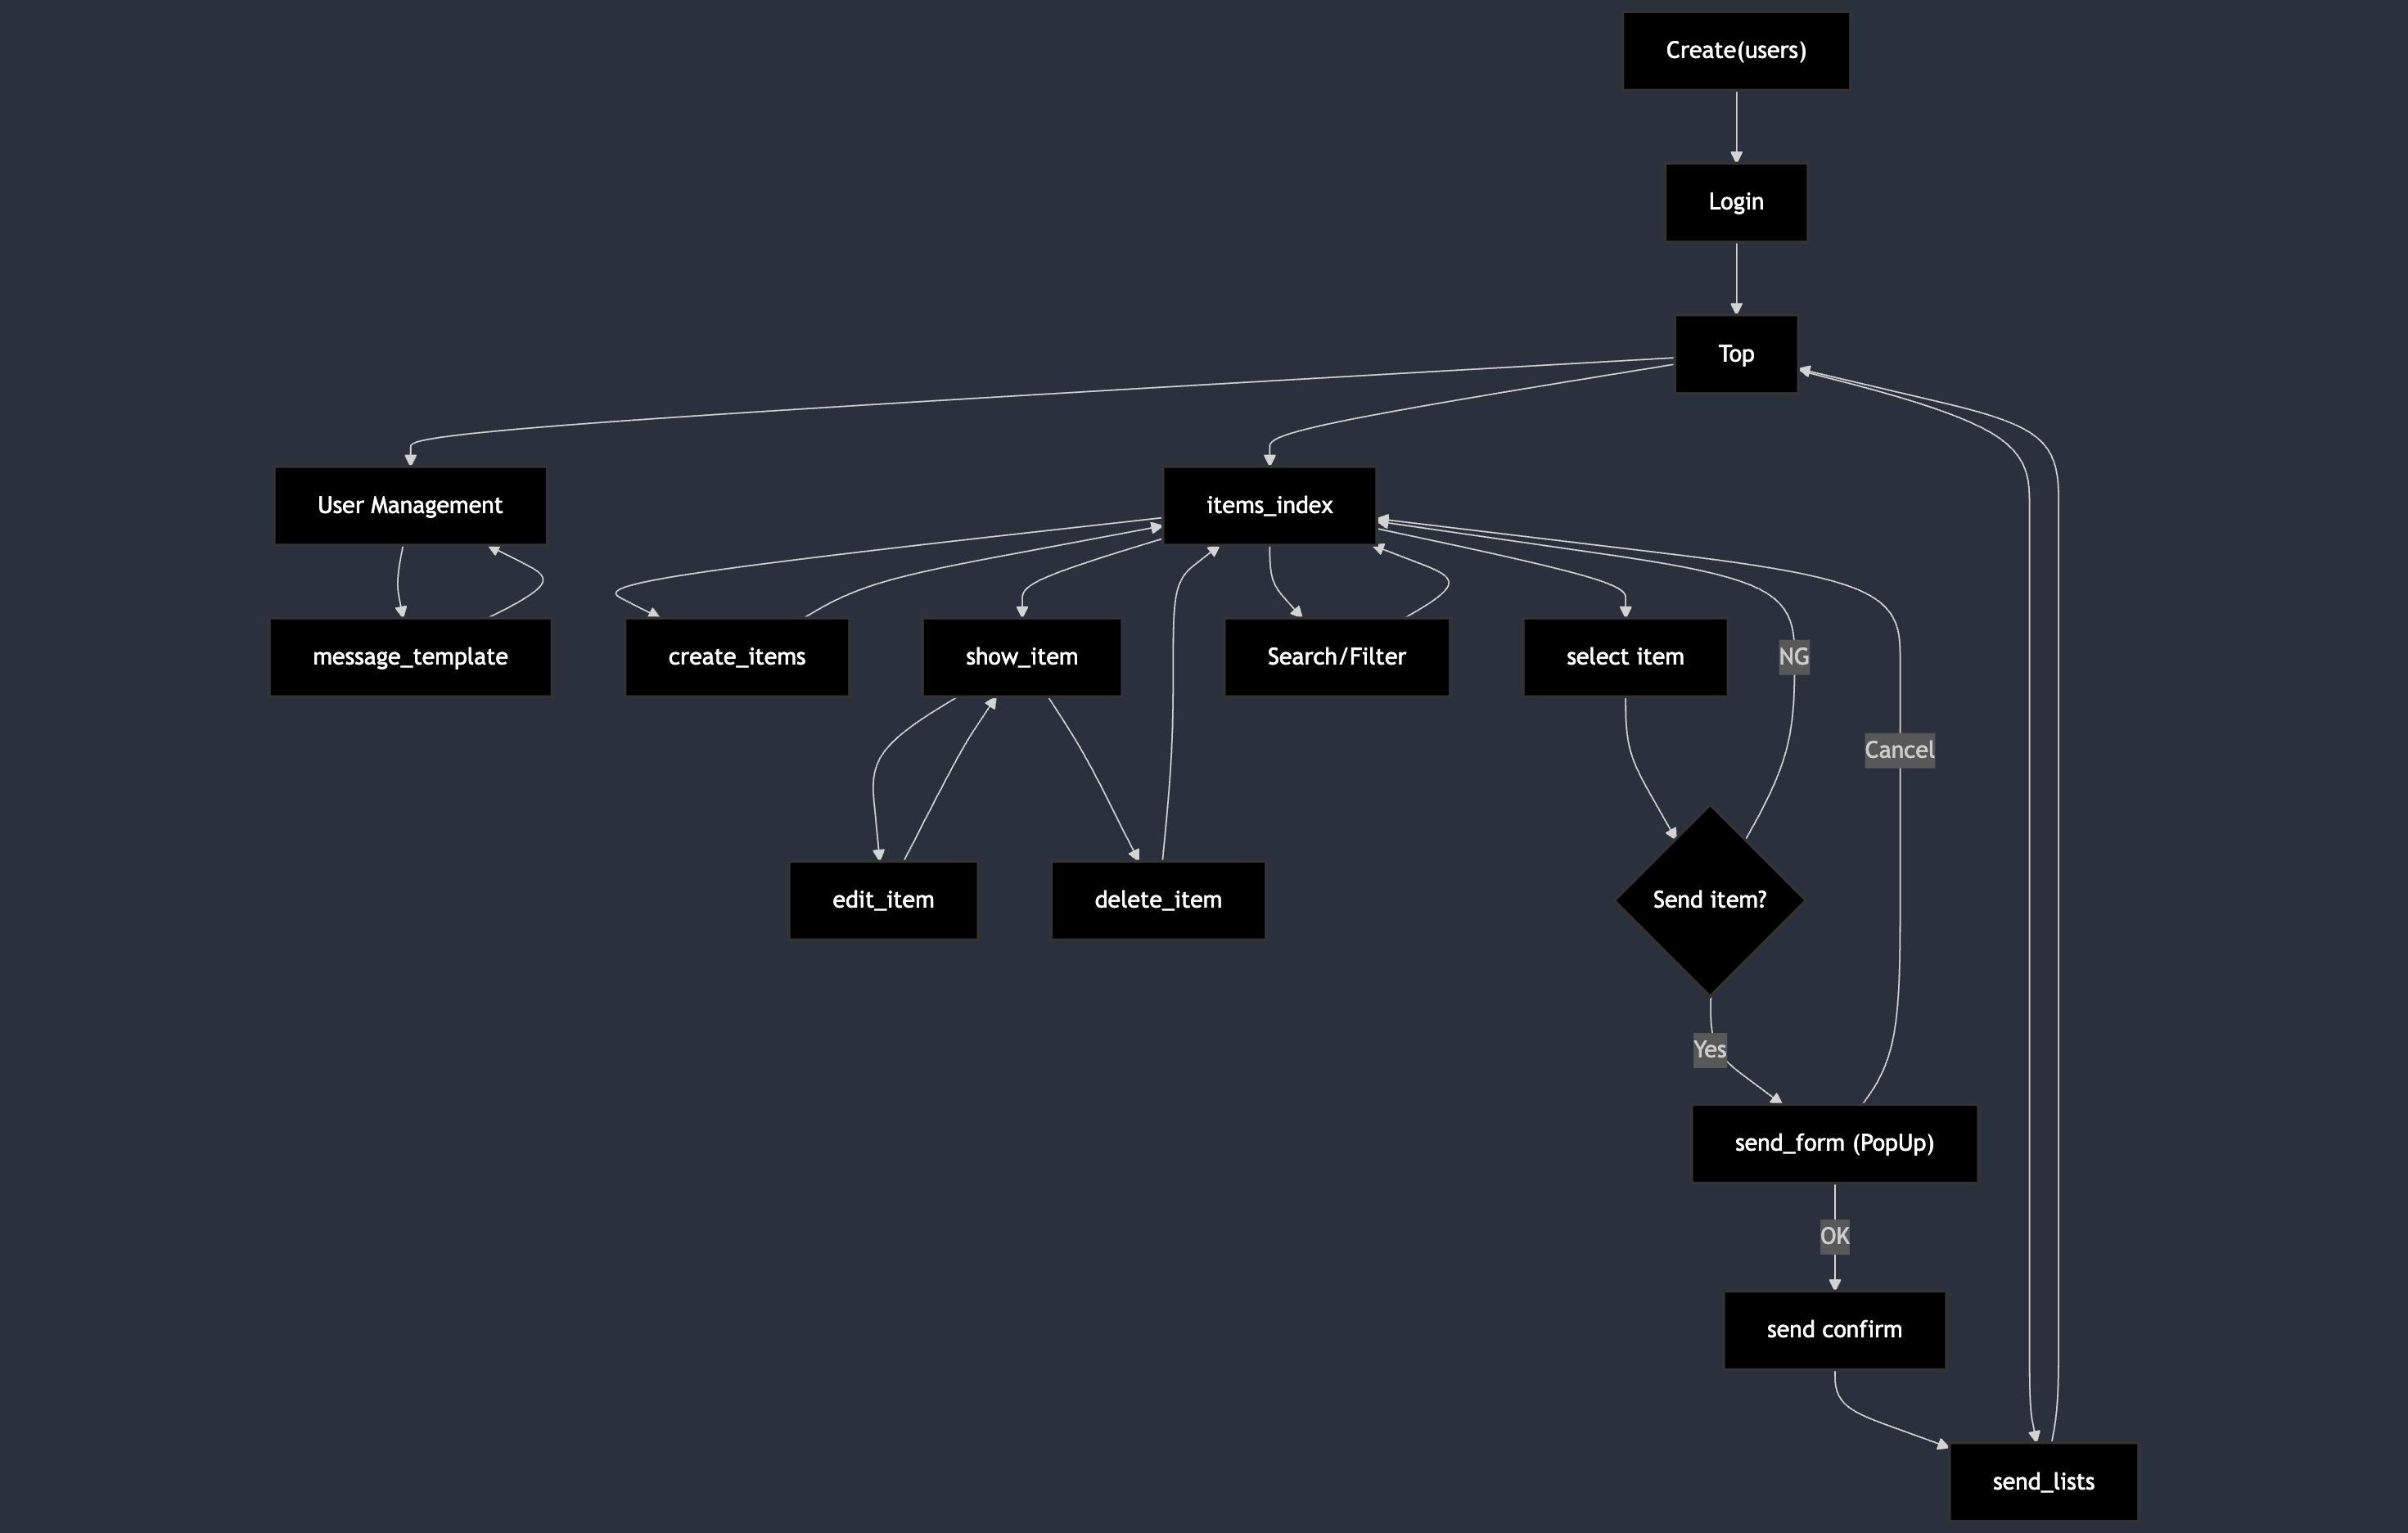 Create(users)
Login
Top
User Management
items_index
message_template
create_items
show_item
Search/Filter
select item
NG
Cancel
edit_item
delete_item
Send item?
Yes
send_form (PopUp)
OK
send confirm
send_lists